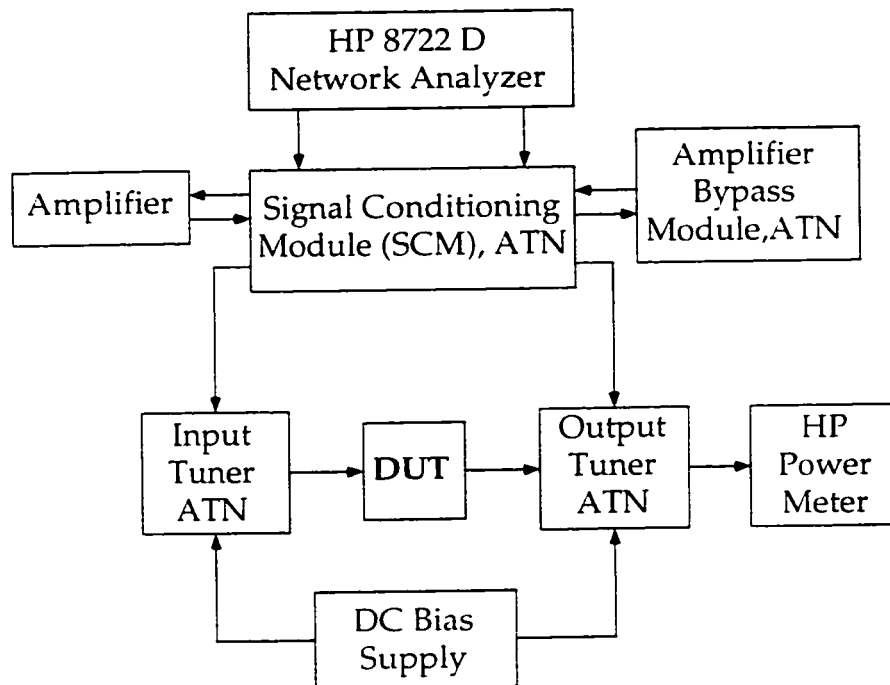 HP 8722 D
Network Analyzer
Amplifier
Signal Conditioning
Module (SCM), ATN
Amplifier
Bypass
Module,ATN
Input
Tuner
ATN
DUT
Output
Tuner
ATN
HP
Power
Meter
DC Bias
Supply